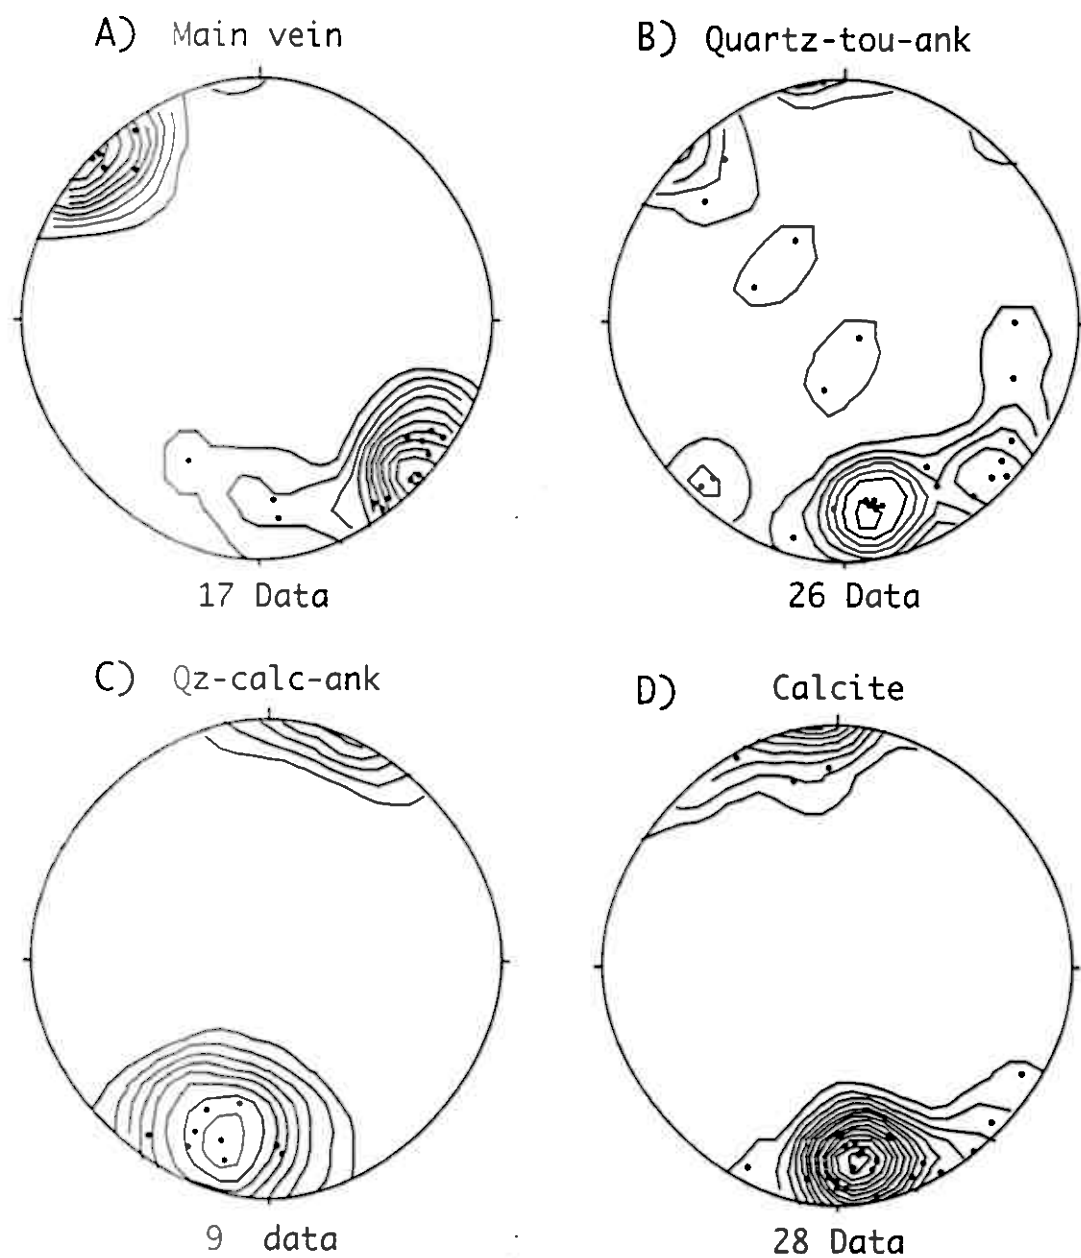 A) Main vein
B) Quartz-tou-ank
17 Data
26 Data
C) Qz-calc-ank
D) Calcite
9 data
28 Data